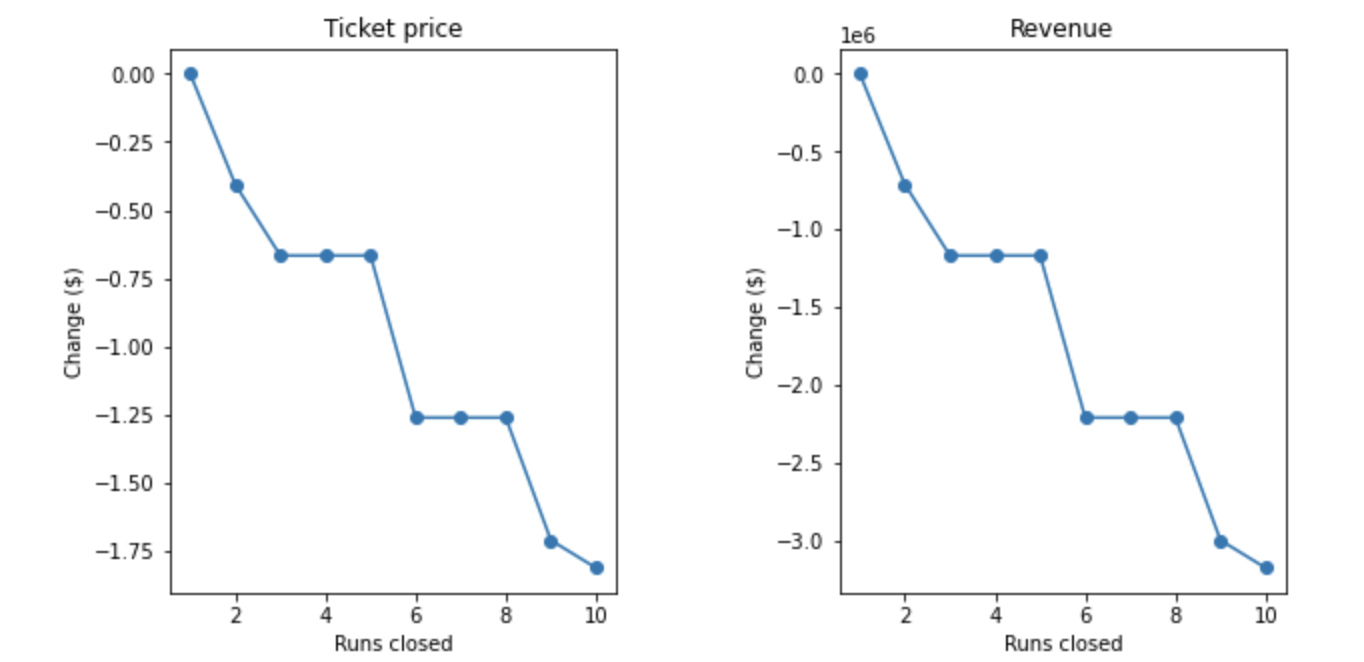 Ticket price
0.00
−0.25
−0.50
−0.75
−1.00
−1.25
−1.50
−1.75
Change ($)
2 4 6 8 10
Runs closed
Revenue
1e6
0.0
−0.5
−1.0
−1.5
−2.0
−2.5
−3.0
Change ($)
2 4 6 8 10
Runs closed